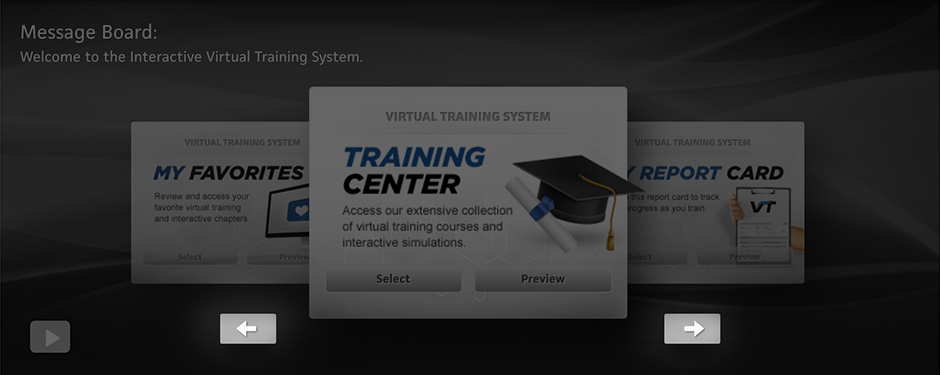 Message Board:
Welcome to the Interactive Virtual Training System.
VIRTUAL TRAINING SYSTEM
MY FAVORITES
Review and access your
favorite virtual training
and interactive chapters.
Select
Preview
VIRTUAL TRAINING SYSTEM
TRAINING
CENTER
Access our extensive collection
of virtual training courses and
interactive simulations.
Select
Preview
VIRTUAL TRAINING SYSTEM
Y REPORT CARD
this report card to track
rogress as you train.
VT
Select
Preview